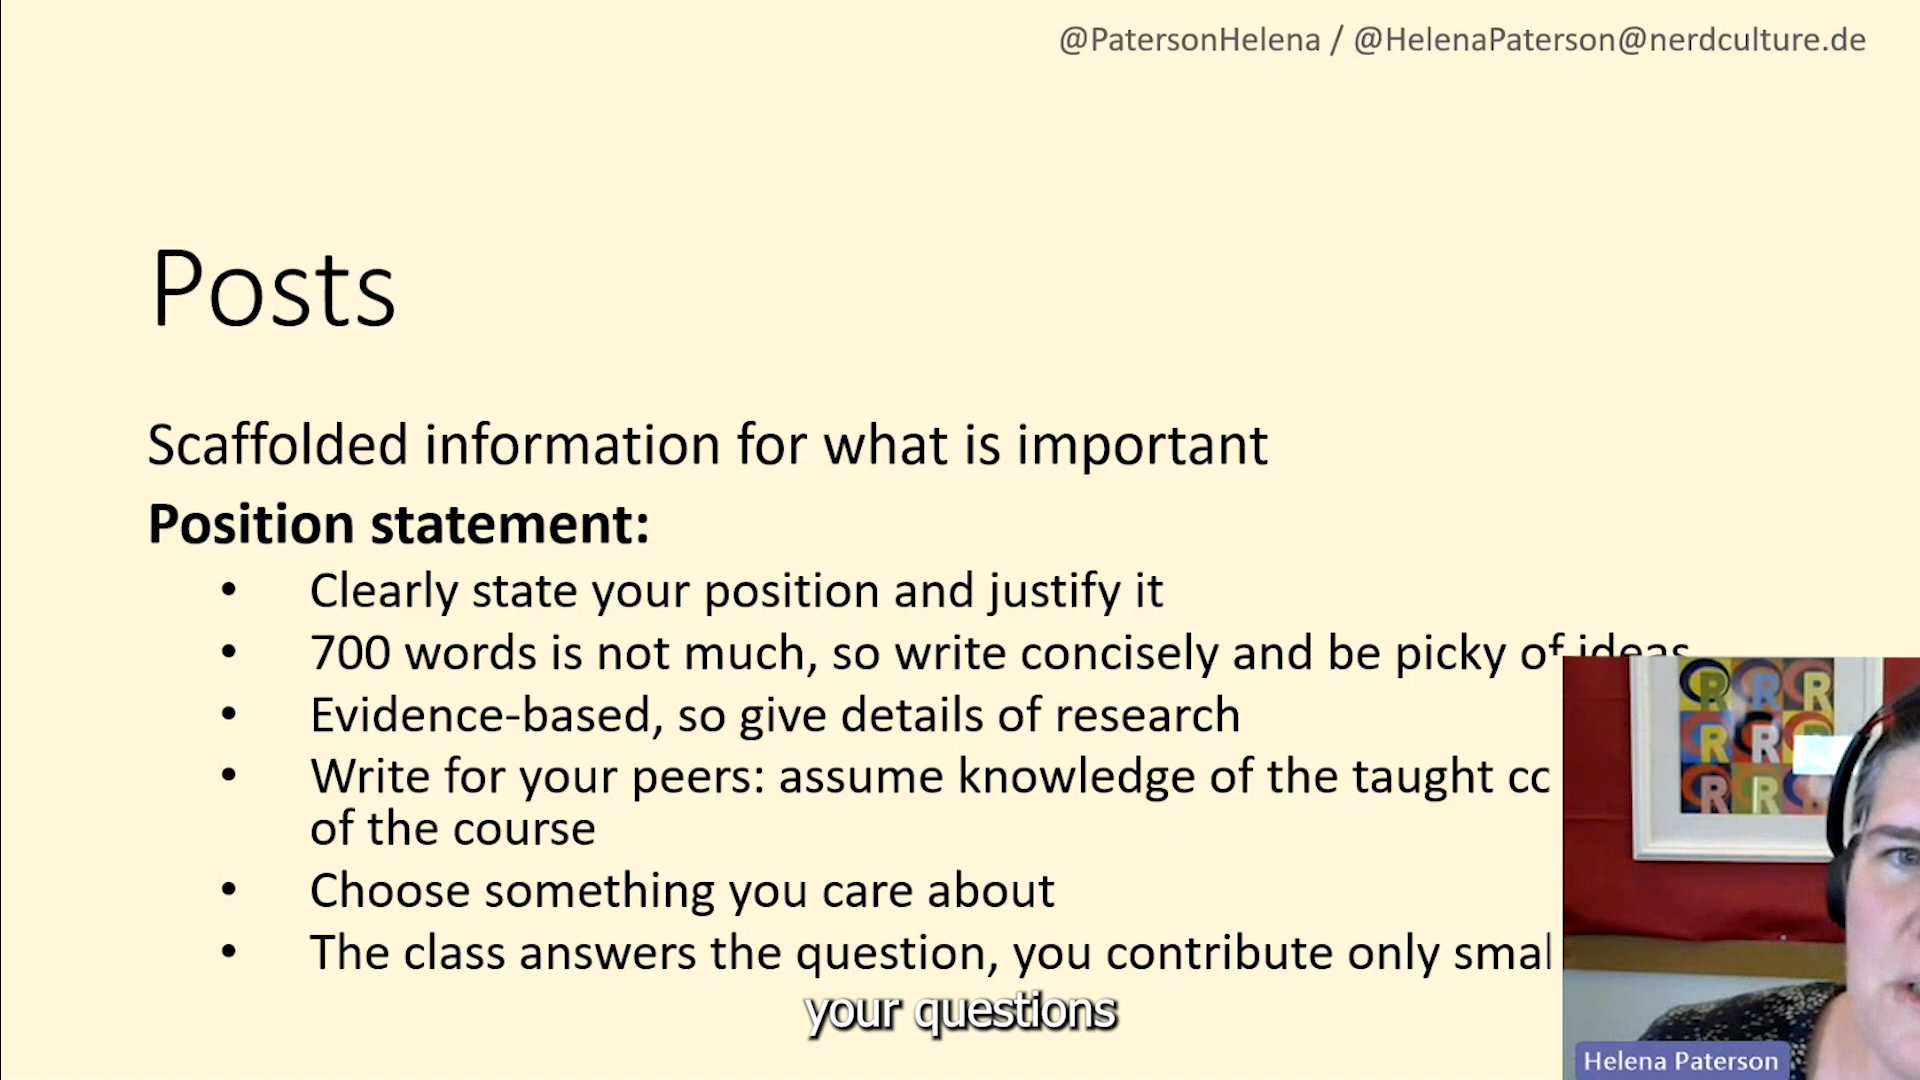 @PatersonHelena / @HelenaPaterson@nerdculture.de
Posts
Scaffolded information for what is important
Position statement:
• Clearly state your position and justify it
• 700 words is not much, so write concisely and be picky of ideas
• Evidence-based, so give details of research
• Write for your peers: assume knowledge of the taught
of the course
• Choose something you care about
• The class answers the question, you contribute only
your questions
R R R
R R R
R R R
Helena Paterson